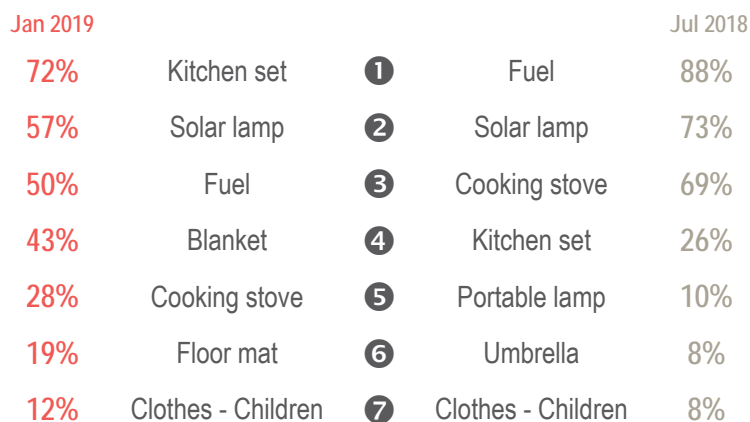 Jan 2019 Jul 2018
72% Kitchen set ❶ Fuel 88%
57% Solar lamp ❷ Solar lamp 73%
50% Fuel ❸ Cooking stove 69%
43% Blanket ❹ Kitchen set 26%
28% Cooking stove ❺ Portable lamp 10%
19% Floor mat ❻ Umbrella 8%
12% Clothes - Children ❼ Clothes - Children 8%